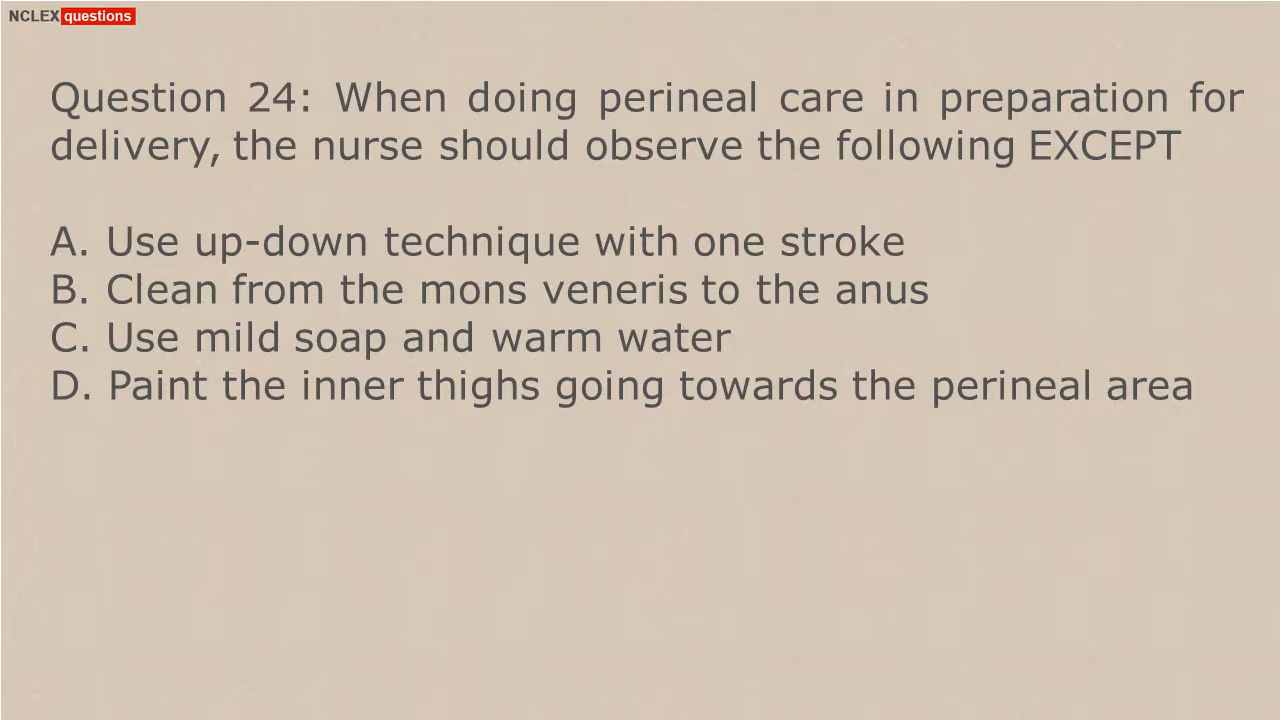 NCLEX questions
Question 24: When doing perineal care in preparation for
delivery, the nurse should observe the following EXCEPT
A. Use up-down technique with one stroke
B. Clean from the mons veneris to the anus
C. Use mild soap and warm water
D. Paint the inner thighs going towards the perineal area